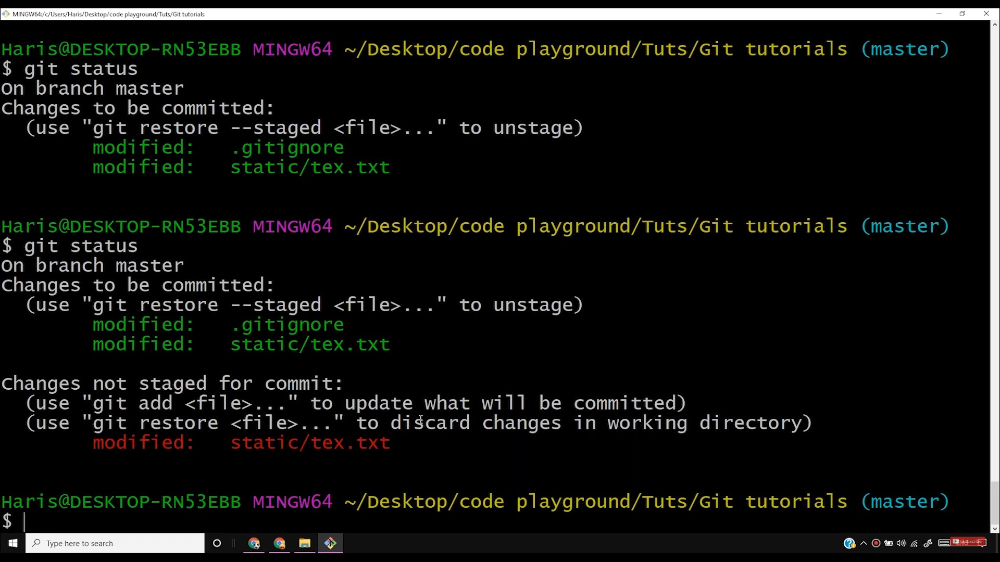 MINGW64:/c/Users/Haris/Desktop/code playground/Tuts/Git tutorials
Haris@DESKTOP-RN53EBB MINGW64 ~/Desktop/code playground/Tuts/Git tutorials (master)
$ git status
On branch master
Changes to be committed:
  (use "git restore --staged <file>..." to unstage)
        modified:   .gitignore
        modified:   static/tex.txt
Haris@DESKTOP-RN53EBB MINGW64 ~/Desktop/code playground/Tuts/Git tutorials (master)
$ git status
On branch master
Changes to be committed:
  (use "git restore --staged <file>..." to unstage)
        modified:   .gitignore
        modified:   static/tex.txt
Changes not staged for commit:
  (use "git add <file>..." to update what will be committed)
  (use "git restore <file>..." to discard changes in working directory)
        modified:   static/tex.txt
Haris@DESKTOP-RN53EBB MINGW64 ~/Desktop/code playground/Tuts/Git tutorials (master)
$
Type here to search
Subscribe